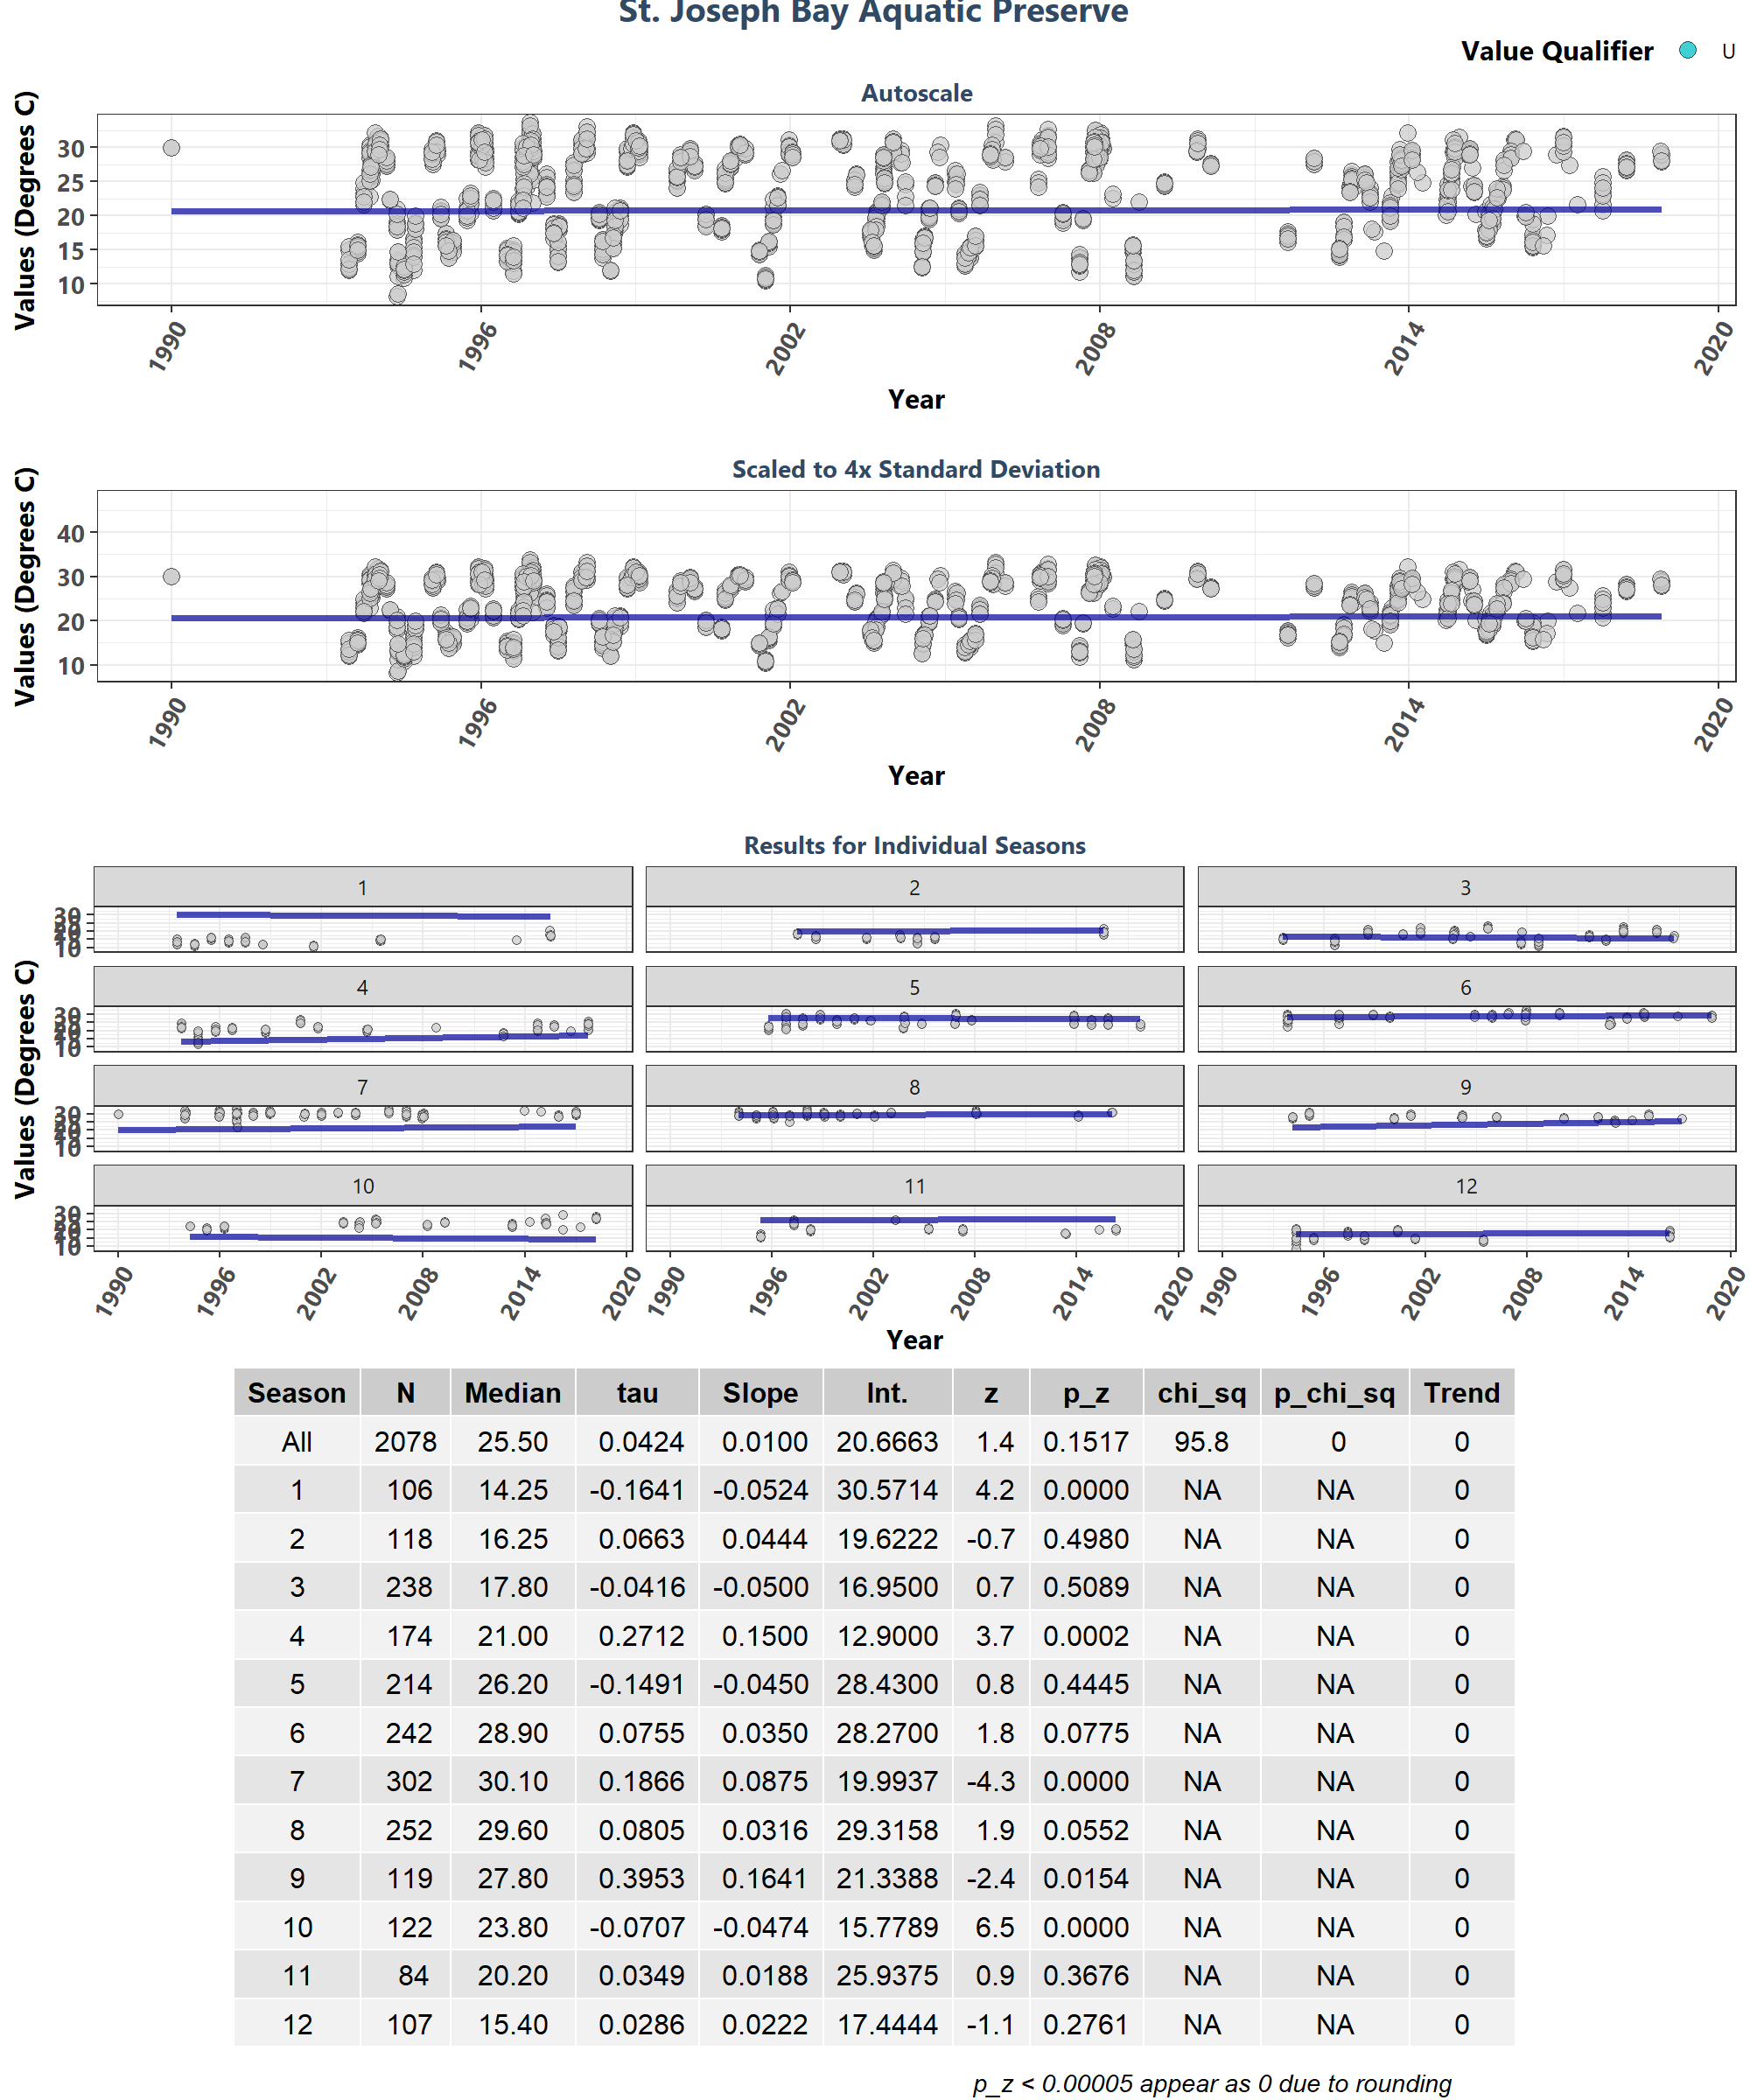 St. Joseph Bay Aquatic Preserve
Value Qualifier U
Autoscale
Values (Degrees C)
30
25
20
15
10
1990 1996 2002 2008 2014 2020
Year
Scaled to 4x Standard Deviation
Values (Degrees C)
40
30
20
10
1990 1996 2002 2008 2014 2020
Year
Results for Individual Seasons
Values (Degrees C)
1 2 3
30
10
4 5 6
30
10
7 8 9
30
10
10 11 12
30
10
1990 1996 2002 2008 2014 2020 1990 1996 2002 2008 2014 2020 1990 1996 2002 2008 2014 2020
Year
Season N Median tau Slope Int. z p_z chi_sq p_chi_sq Trend
All 2078 25.50 0.0424 0.0100 20.6663 1.4 0.1517 95.8 0 0
1 106 14.25 -0.1641 -0.0524 30.5714 4.2 0.0000 NA NA 0
2 118 16.25 0.0663 0.0444 19.6222 -0.7 0.4980 NA NA 0
3 238 17.80 -0.0416 -0.0500 16.9500 0.7 0.5089 NA NA 0
4 174 21.00 0.2712 0.1500 12.9000 3.7 0.0002 NA NA 0
5 214 26.20 -0.1491 -0.0450 28.4300 0.8 0.4445 NA NA 0
6 242 28.90 0.0755 0.0350 28.2700 1.8 0.0775 NA NA 0
7 302 30.10 0.1866 0.0875 19.9937 -4.3 0.0000 NA NA 0
8 252 29.60 0.0805 0.0316 29.3158 1.9 0.0552 NA NA 0
9 119 27.80 0.3953 0.1641 21.3388 -2.4 0.0154 NA NA 0
10 122 23.80 -0.0707 -0.0474 15.7789 6.5 0.0000 NA NA 0
11 84 20.20 0.0349 0.0188 25.9375 0.9 0.3676 NA NA 0
12 107 15.40 0.0286 0.0222 17.4444 -1.1 0.2761 NA NA 0
p_z < 0.00005 appear as 0 due to rounding